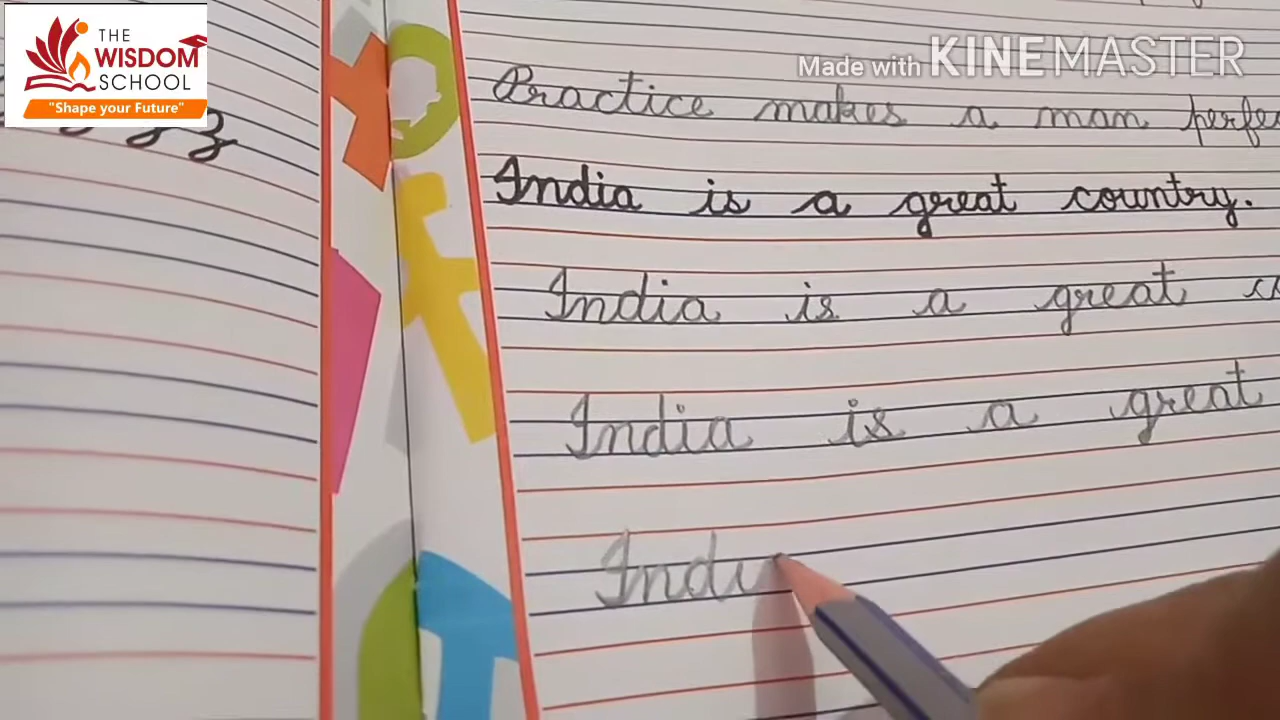 THE
WISDOM
SCHOOL
"Shape your Future"
Made with KINEMASTER
Practice makes a man
India is a great country.
India is a great
India is a great
Indi